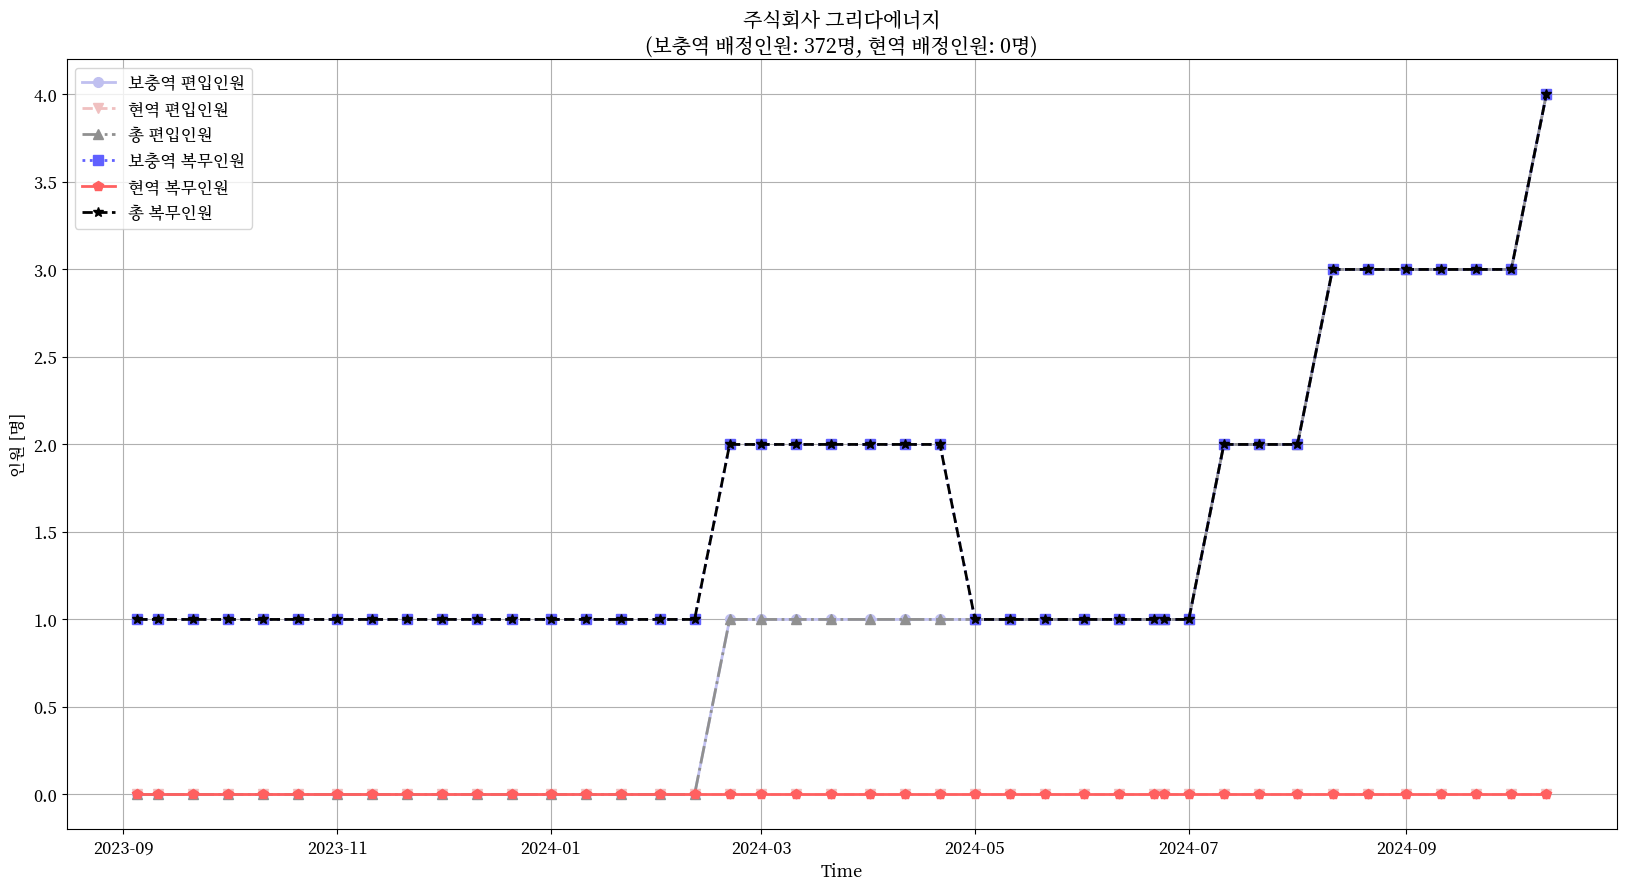 주식회사 그리다에너지
(보충역 배정인원: 372명, 현역 배정인원: 0명)
보충역 편입인원
현역 편입인원
총 편입인원
보충역 복무인원
현역 복무인원
총 복무인원
인원 [명]
4.0
3.5
3.0
2.5
2.0
1.5
1.0
0.5
0.0
2023-09
2023-11
2024-01
2024-03
2024-05
2024-07
2024-09
Time